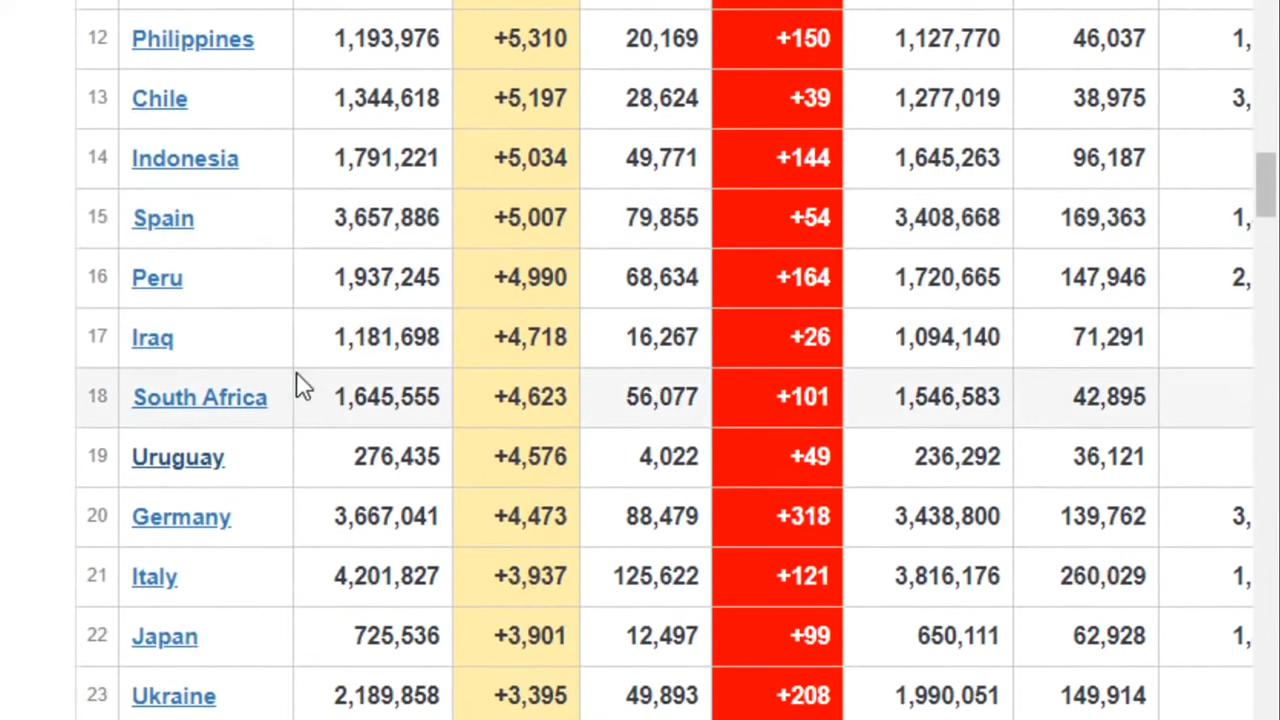 12 Philippines 1,193,976 +5,310 20,169 +150 1,127,770 46,037 1,
13 Chile 1,344,618 +5,197 28,624 +39 1,277,019 38,975 3,
14 Indonesia 1,791,221 +5,034 49,771 +144 1,645,263 96,187
15 Spain 3,657,886 +5,007 79,855 +54 3,408,668 169,363 1,
16 Peru 1,937,245 +4,990 68,634 +164 1,720,665 147,946 2,
17 Iraq 1,181,698 +4,718 16,267 +26 1,094,140 71,291
18 South Africa 1,645,555 +4,623 56,077 +101 1,546,583 42,895
19 Uruguay 276,435 +4,576 4,022 +49 236,292 36,121
20 Germany 3,667,041 +4,473 88,479 +318 3,438,800 139,762 3,
21 Italy 4,201,827 +3,937 125,622 +121 3,816,176 260,029 1,
22 Japan 725,536 +3,901 12,497 +99 650,111 62,928 1,
23 Ukraine 2,189,858 +3,395 49,893 +208 1,990,051 149,914